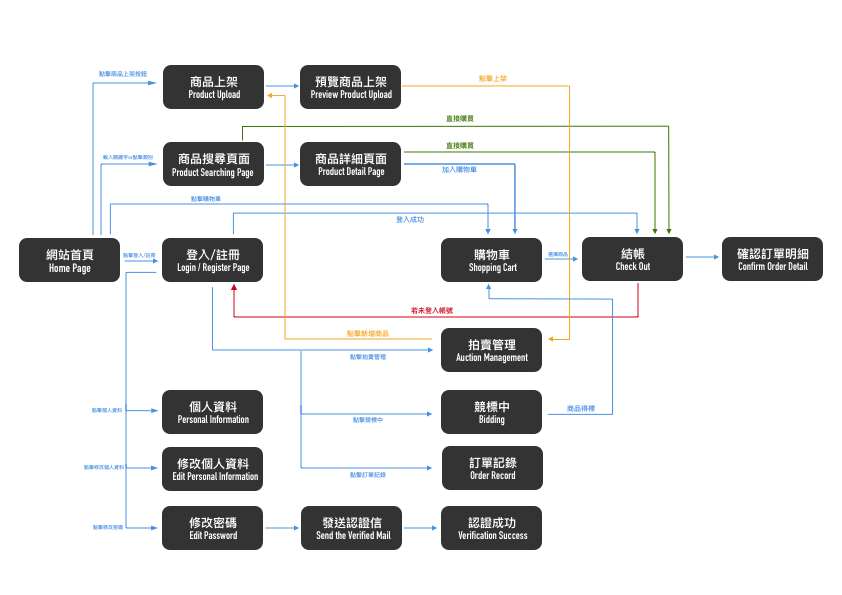 點擊商品上架按鈕
商品上架
Product Upload
預覽商品上架
Preview Product Upload
點擊上架
直接購買
輸入關鍵字or點擊類別
商品搜尋頁面
Product Searching Page
商品詳細頁面
Product Detail Page
直接購買
加入購物車
點擊購物車
登入成功
網站首頁
Home Page
點擊登入/註冊
登入/註冊
Login / Register Page
購物車
Shopping Cart
選擇商品
結帳
Check Out
確認訂單明細
Confirm Order Detail
若未登入帳號
點擊新增商品
拍賣管理
Auction Management
點擊拍賣管理
點擊個人資料
個人資料
Personal Information
點擊競標中
競標中
Bidding
商品得標
點擊修改個人資料
修改個人資料
Edit Personal Information
點擊訂單記錄
訂單記錄
Order Record
點擊修改密碼
修改密碼
Edit Password
發送認證信
Send the Verified Mail
認證成功
Verification Success